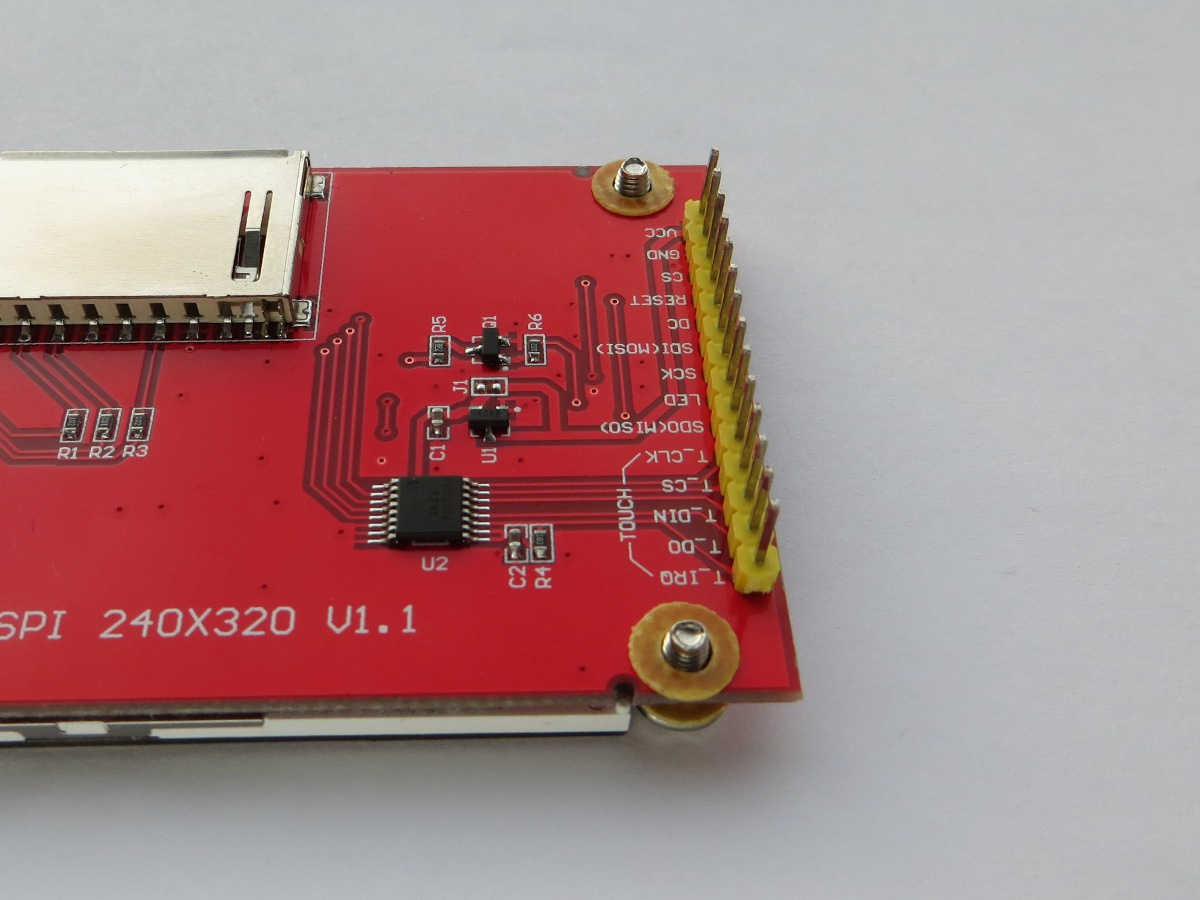 VCC
GND
CS
RESET
DC
SDI(MOSI)
SCK
LED
SDO(MISO)
T_CLK
T_CS
T_DIN
T_DO
T_IRQ
TOUCH
R5
Q1
R6
J1
C1
U1
R1
R2
R3
U2
C2
R4
SPI 240X320 V1.1